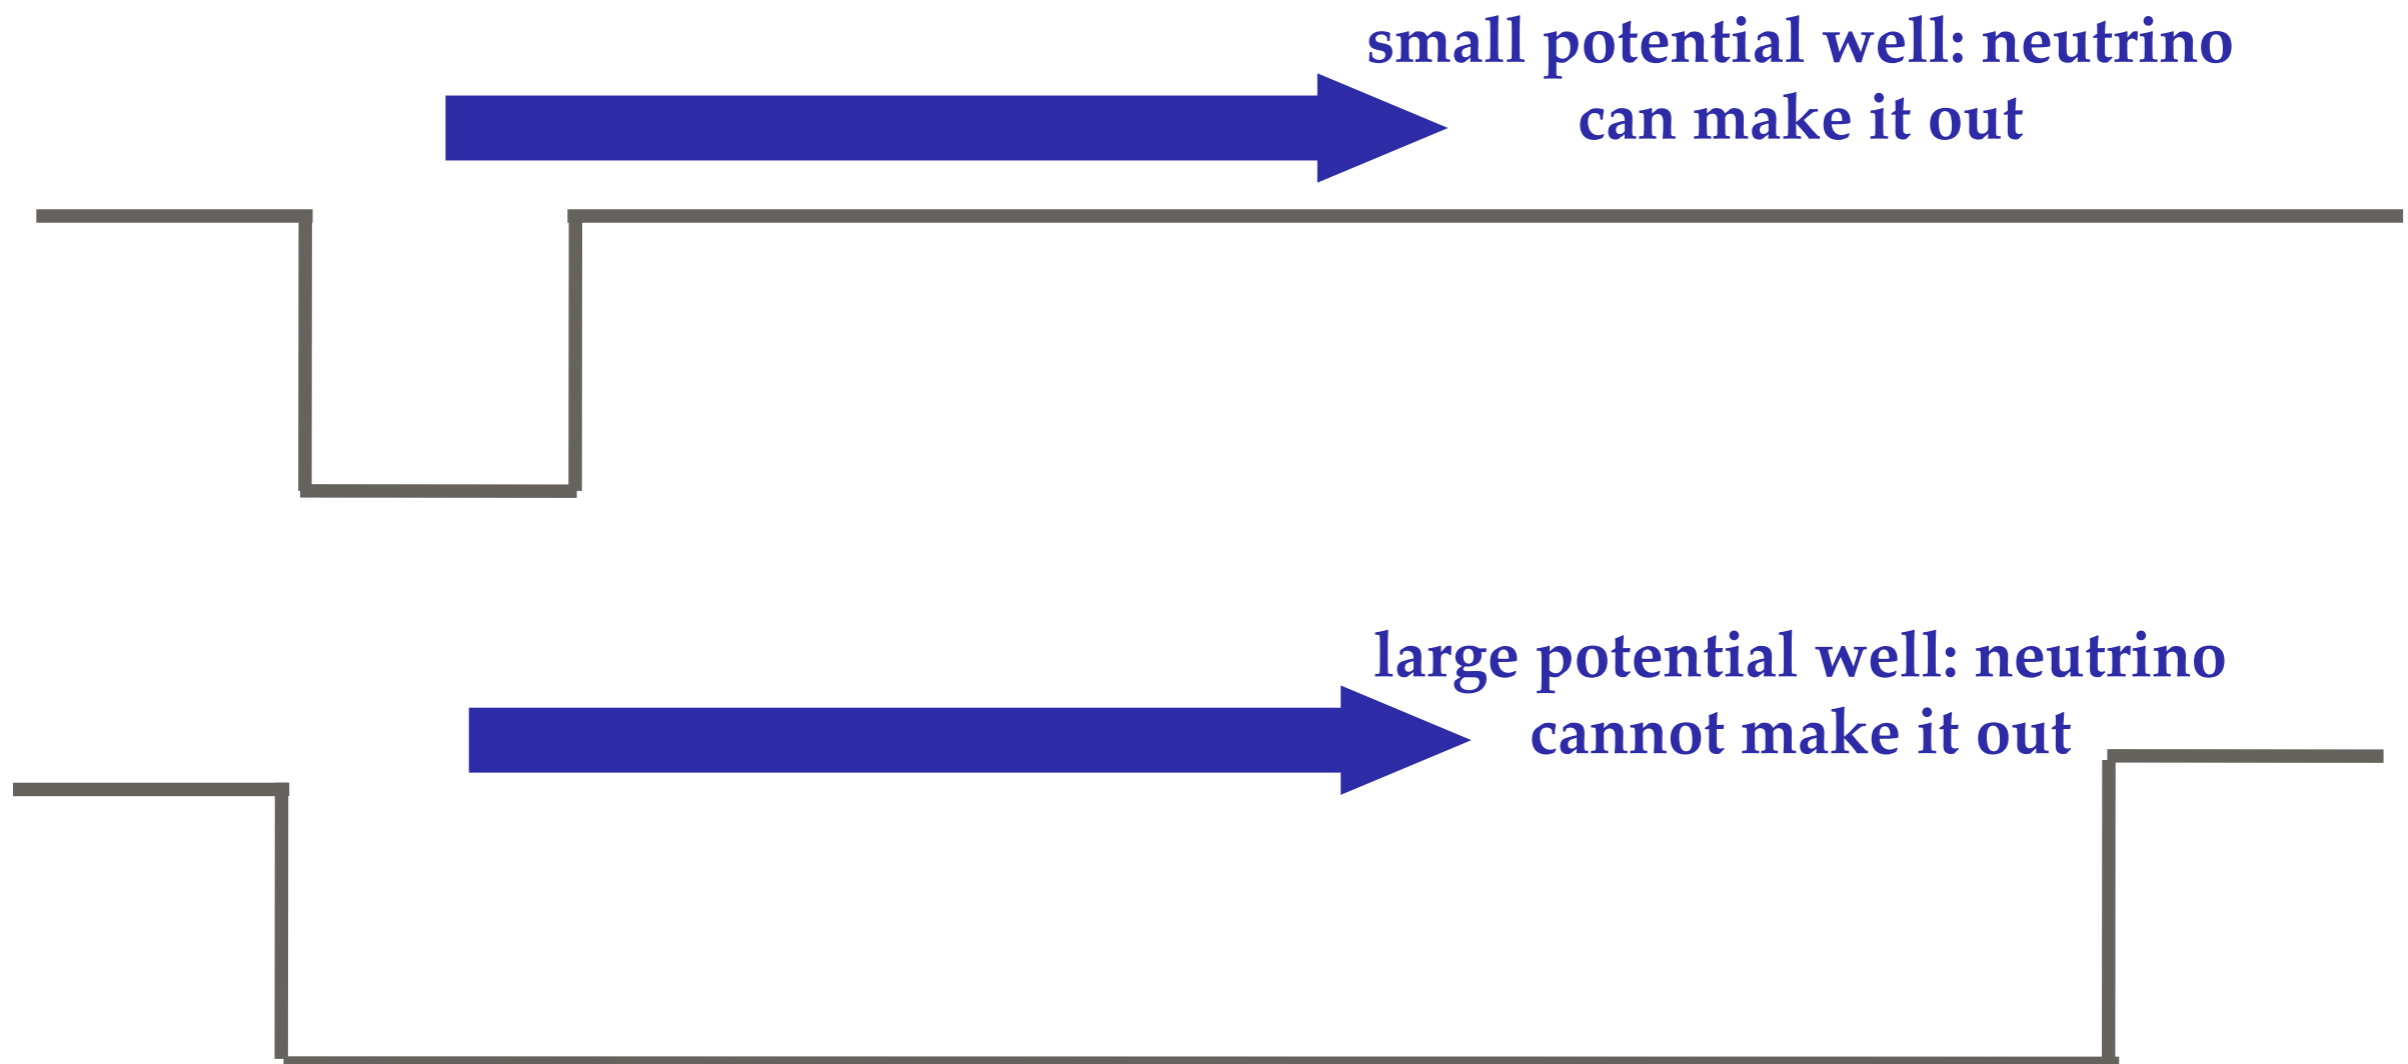 small potential well: neutrino
can make it out
large potential well: neutrino
cannot make it out